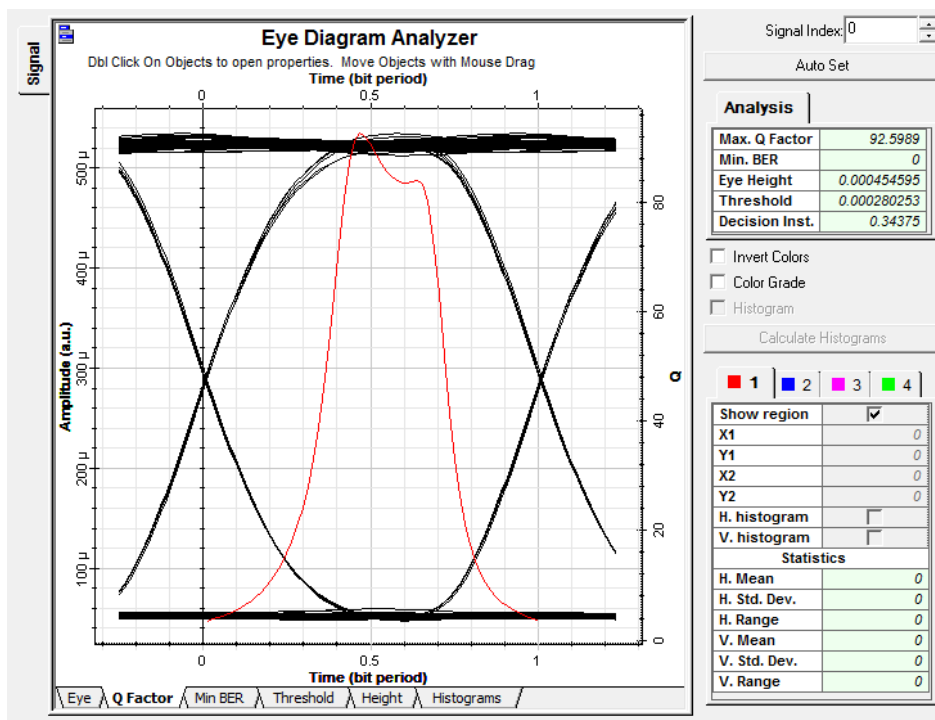 Signal
Eye Diagram Analyzer
Dbl Click On Objects to open properties. Move Objects with Mouse Drag
Time (bit period)
0 0.5 1
Amplitude (a.u.)
500 µ
400 µ
300 µ
200 µ
100 µ
80
60
40
20
0
Q
0 0.5 1
Time (bit period)
Eye Q Factor Min BER Threshold Height Histograms
Signal Index: 0
Auto Set
Analysis
Max. Q Factor 92.5989
Min. BER 0
Eye Height 0.000454595
Threshold 0.000280253
Decision Inst. 0.34375
Invert Colors
Color Grade
Histogram
Calculate Histograms
1 2 3 4
Show region
X1 0
Y1 0
X2 0
Y2 0
H. histogram
V. histogram
Statistics
H. Mean 0
H. Std. Dev. 0
H. Range 0
V. Mean 0
V. Std. Dev. 0
V. Range 0